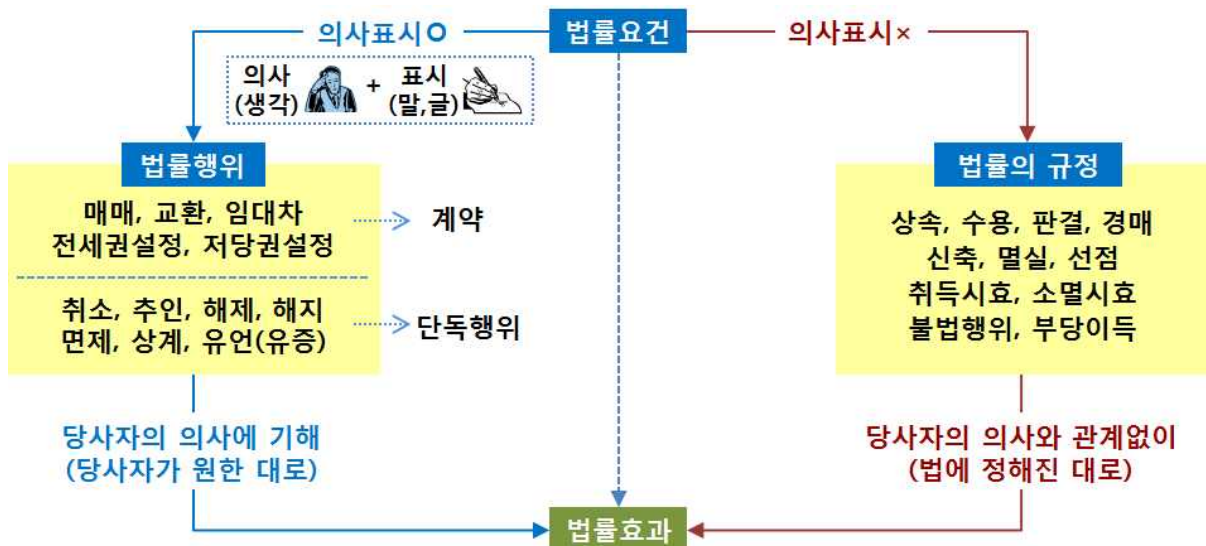 법률요건
의사표시O
의사표시×
의사 + 표시
(생각) (말,글)
법률행위
매매, 교환, 임대차
전세권설정, 저당권설정
계약
취소, 추인, 해제, 해지
면제, 상계, 유언(유증)
단독행위
당사자의 의사에 기해
(당사자가 원한 대로)
법률의 규정
상속, 수용, 판결, 경매
신축, 멸실, 선점
취득시효, 소멸시효
불법행위, 부당이득
당사자의 의사와 관계없이
(법에 정해진 대로)
법률효과